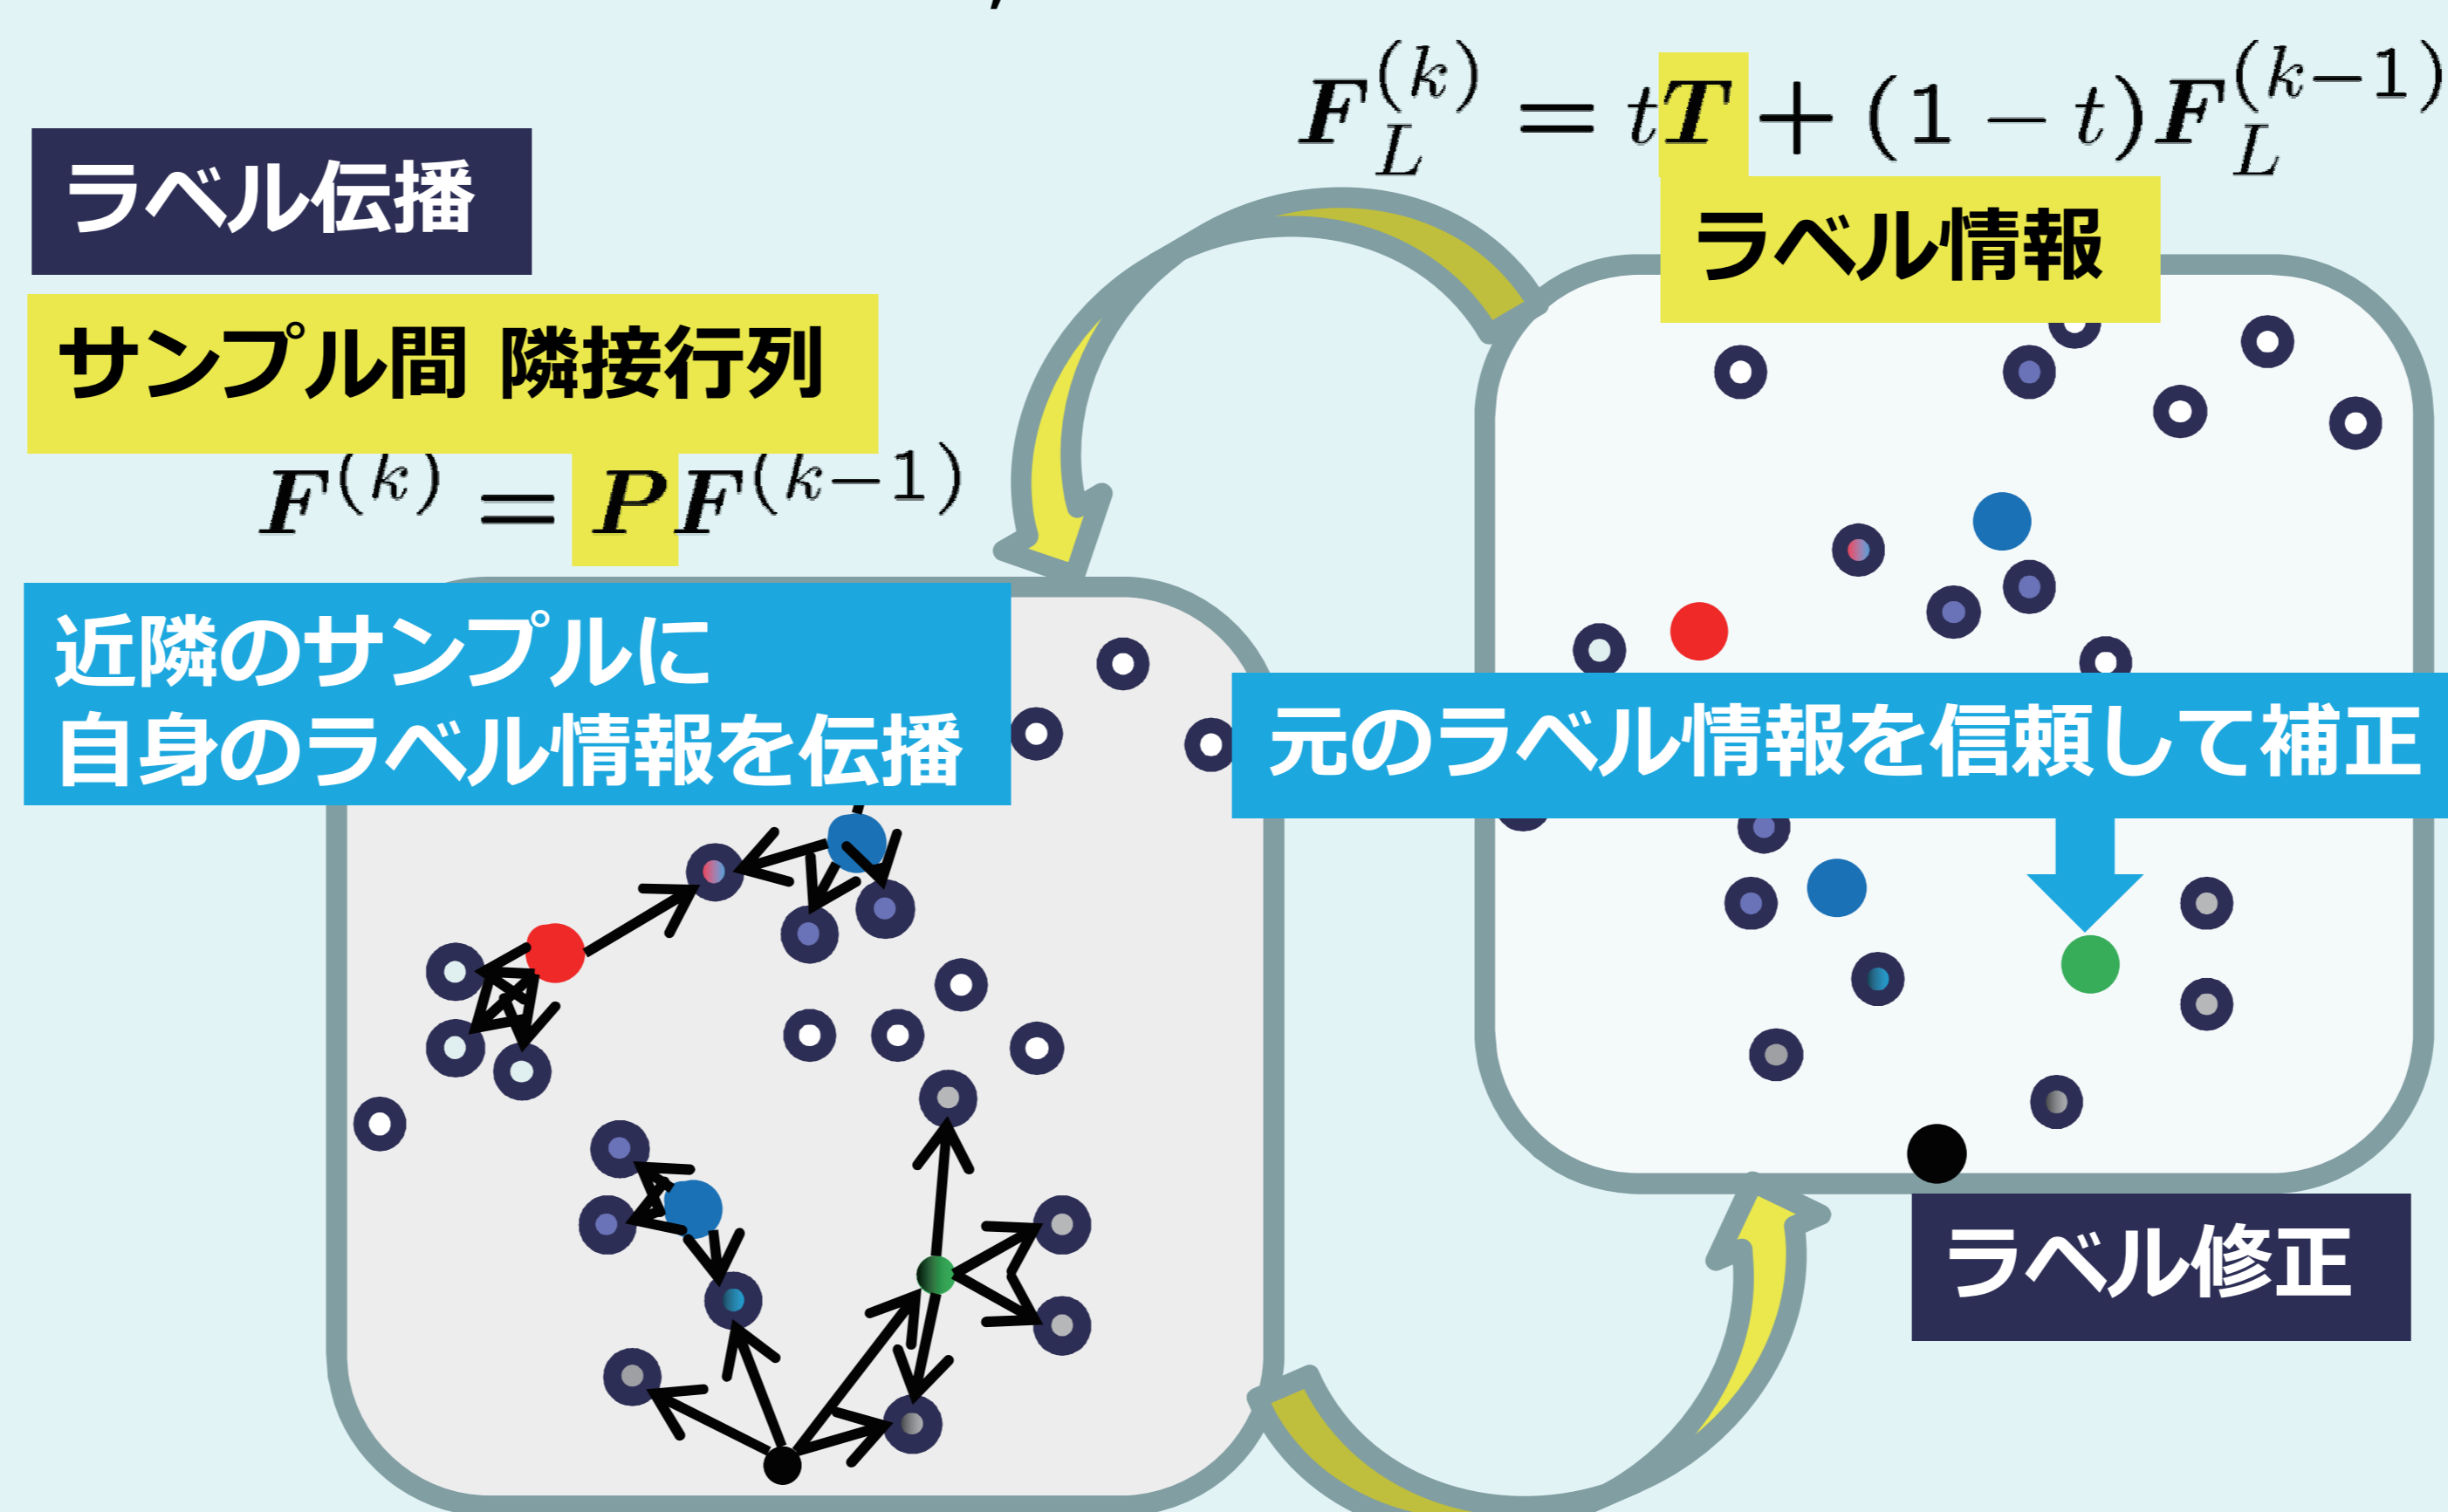 F_L^{(k)} = tT + (1 − t)F_L^{(k−1)}
ラベル情報
ラベル伝播
サンプル間 隣接行列
F^{(k)} = PF^{(k−1)}
近隣のサンプルに
自身のラベル情報を伝播
元のラベル情報を信頼して補正
ラベル修正